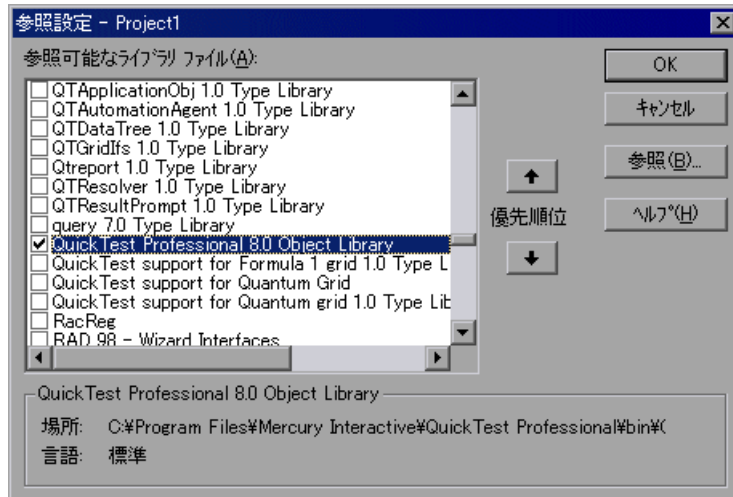 参照設定 - Project1
参照可能なライブラリ ファイル(A):
QTApplicationObj 1.0 Type Library
QTAutomationAgent 1.0 Type Library
QTDataTree 1.0 Type Library
QTGridIfs 1.0 Type Library
Qtreport 1.0 Type Library
QTResolver 1.0 Type Library
QTResultPrompt 1.0 Type Library
query 7.0 Type Library
QuickTest Professional 8.0 Object Library
QuickTest support for Formula 1 grid 1.0 Type L
QuickTest support for Quantum Grid
QuickTest support for Quantum grid 1.0 Type Lib
RacReg
RAD 98 - Wizard Interfaces
優先順位
OK
キャンセル
参照(B)...
ヘルプ(H)
QuickTest Professional 8.0 Object Library
場所: C:¥Program Files¥Mercury Interactive¥QuickTest Professional¥bin¥(
言語: 標準